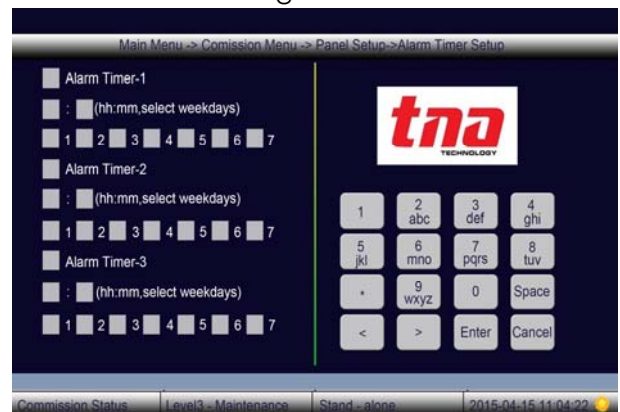 Main Menu -> Comission Menu -> Panel Setup->Alarm Timer Setup
Alarm Timer-1
: (hh:mm,select weekdays)
1 2 3 4 5 6 7
Alarm Timer-2
: (hh:mm,select weekdays)
1 2 3 4 5 6 7
Alarm Timer-3
: (hh:mm,select weekdays)
1 2 3 4 5 6 7
tna
TECHNOLOGY
1 2 abc 3 def 4 ghi
5 jkl 6 mno 7 pqrs 8 tuv
* 9 wxyz 0 Space
< > Enter Cancel
Commission Status Level3 - Maintenance Stand - alone 2015-04-15 11:04:22